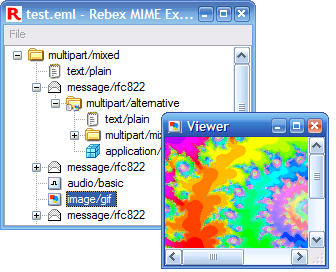 R test.eml - Rebex MIME Ex...
File
multipart/mixed
text/plain
message/rfc822
multipart/alternative
text/plain
multipart/mix
application/
message/rfc822
audio/basic
image/gif
message/rfc822
Viewer